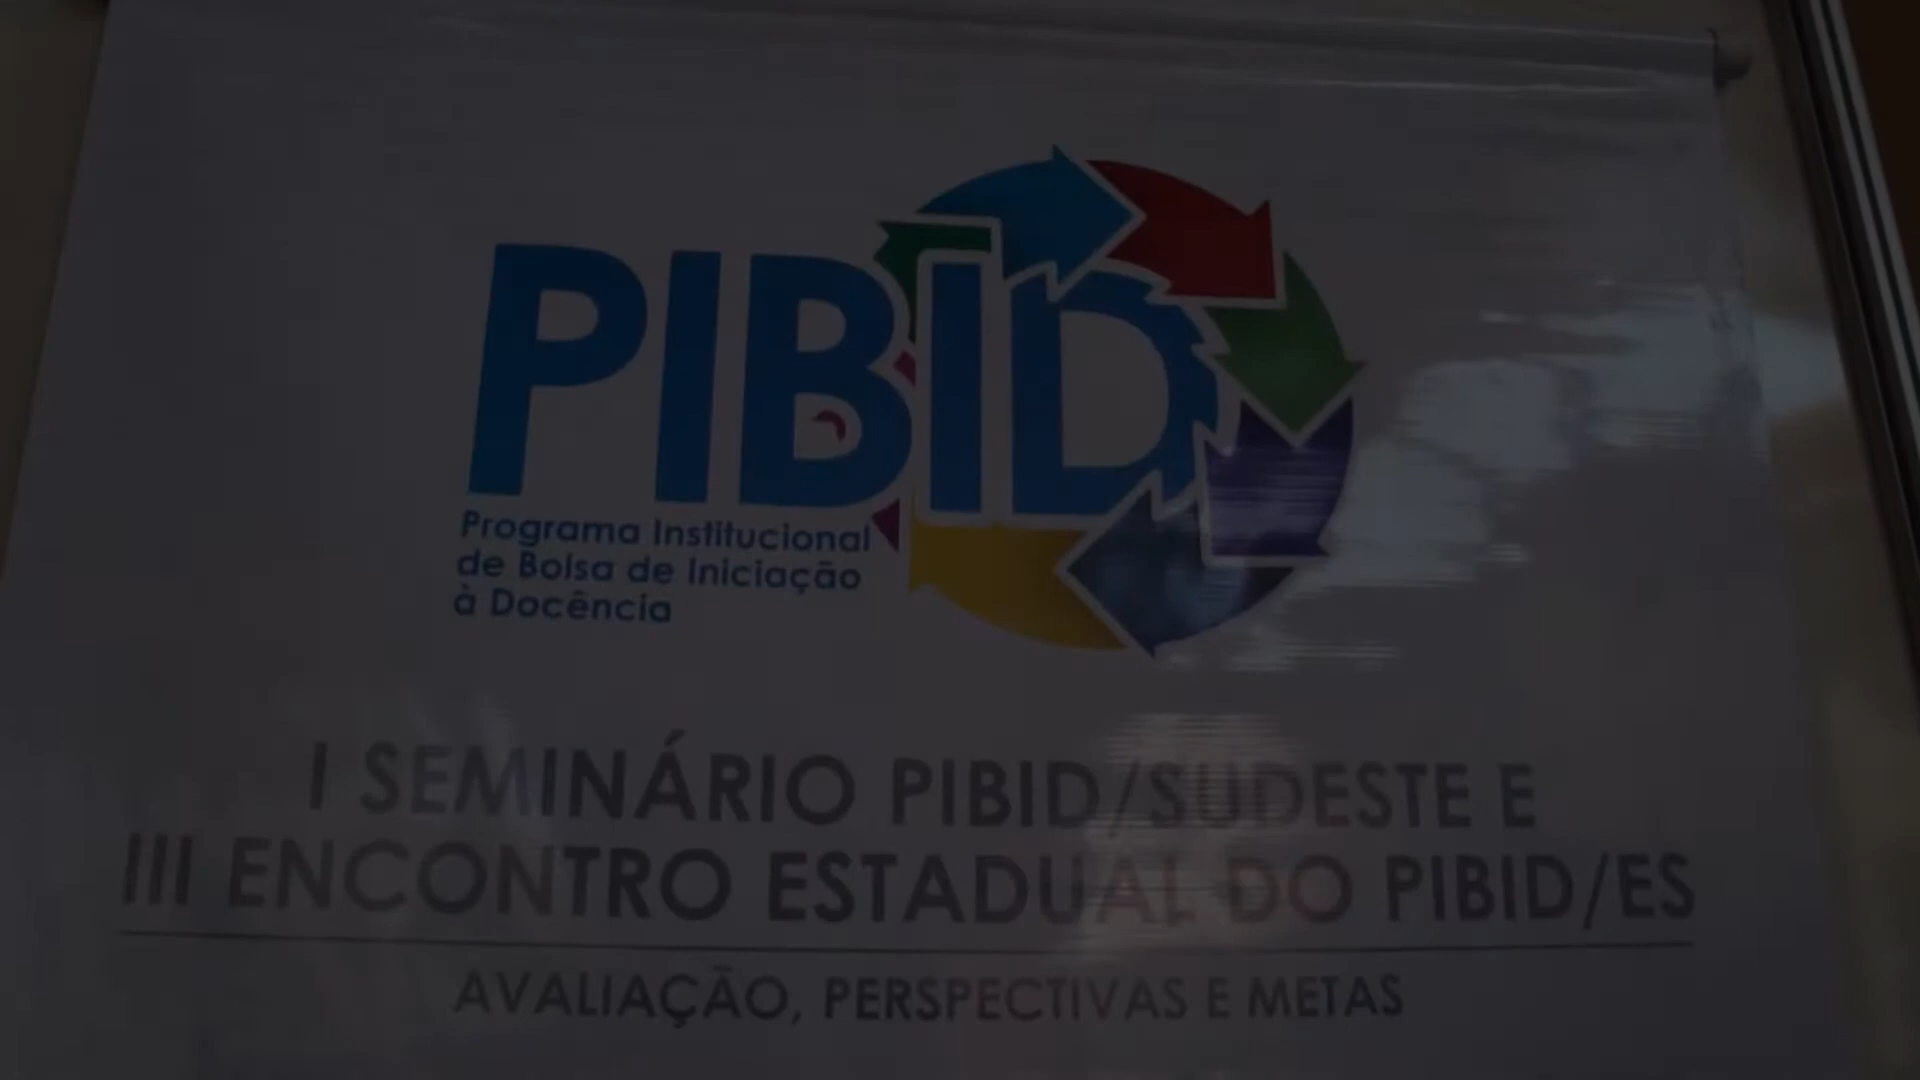 PIBID
Programa Institucional
de Bolsa de Iniciação
à Docência
I SEMINÁRIO PIBID/SUDESTE E
III ENCONTRO ESTADUAL DO PIBID/ES
AVALIAÇÃO, PERSPECTIVAS E METAS